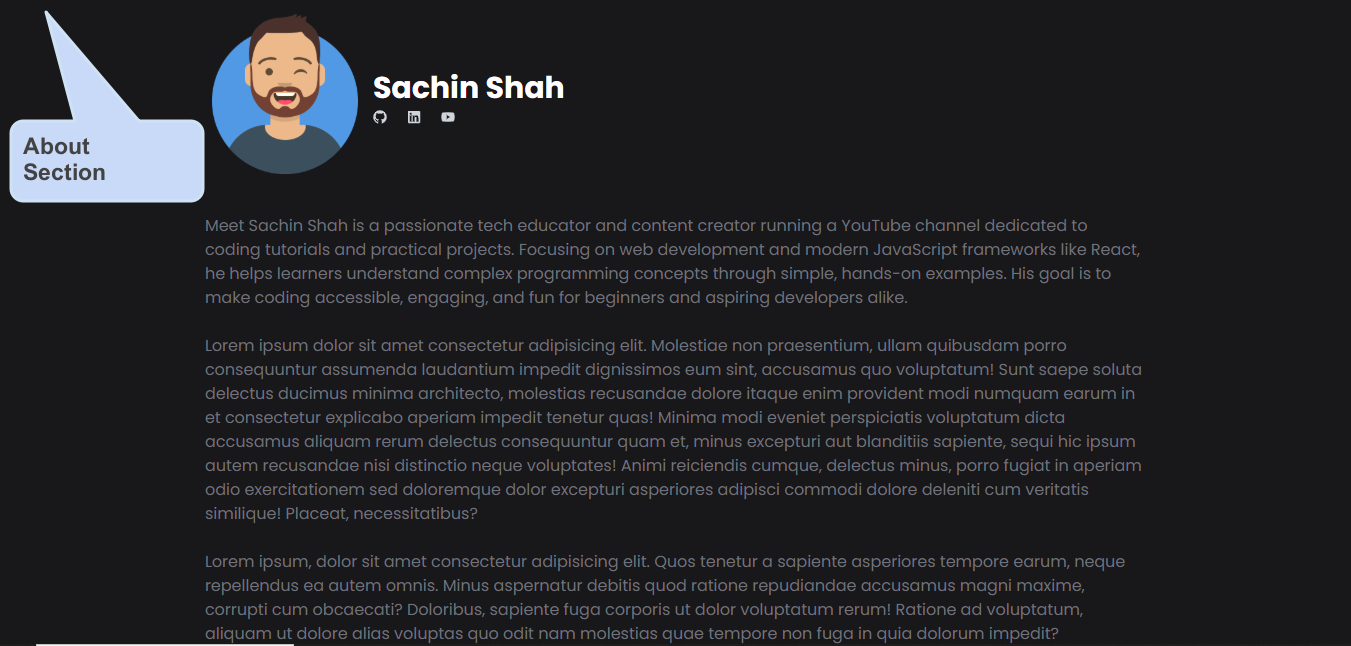 About
Section
Sachin Shah
Meet Sachin Shah is a passionate tech educator and content creator running a YouTube channel dedicated to
coding tutorials and practical projects. Focusing on web development and modern JavaScript frameworks like React,
he helps learners understand complex programming concepts through simple, hands-on examples. His goal is to
make coding accessible, engaging, and fun for beginners and aspiring developers alike.
Lorem ipsum dolor sit amet consectetur adipisicing elit. Molestiae non praesentium, ullam quibusdam porro
consequuntur assumenda laudantium impedit dignissimos eum sint, accusamus quo voluptatum! Sunt saepe soluta
delectus ducimus minima architecto, molestias recusandae dolore itaque enim provident modi numquam earum in
et consectetur explicabo aperiam impedit tenetur quas! Minima modi eveniet perspiciatis voluptatum dicta
accusamus aliquam rerum delectus consequuntur quam et, minus excepturi aut blanditiis sapiente, sequi hic ipsum
autem recusandae nisi distinctio neque voluptates! Animi reiciendis cumque, delectus minus, porro fugiat in aperiam
odio exercitationem sed doloremque dolor excepturi asperiores adipisci commodi dolore deleniti cum veritatis
similique! Placeat, necessitatibus?
Lorem ipsum, dolor sit amet consectetur adipisicing elit. Quos tenetur a sapiente asperiores tempore earum, neque
repellendus ea autem omnis. Minus aspernatur debitis quod ratione repudiandae accusamus magni maxime,
corrupti cum obcaecati? Doloribus, sapiente fuga corporis ut dolor voluptatum rerum! Ratione ad voluptatum,
aliquam ut dolore alias voluptas quo odit nam molestias quae tempore non fuga in quia dolorum impedit?